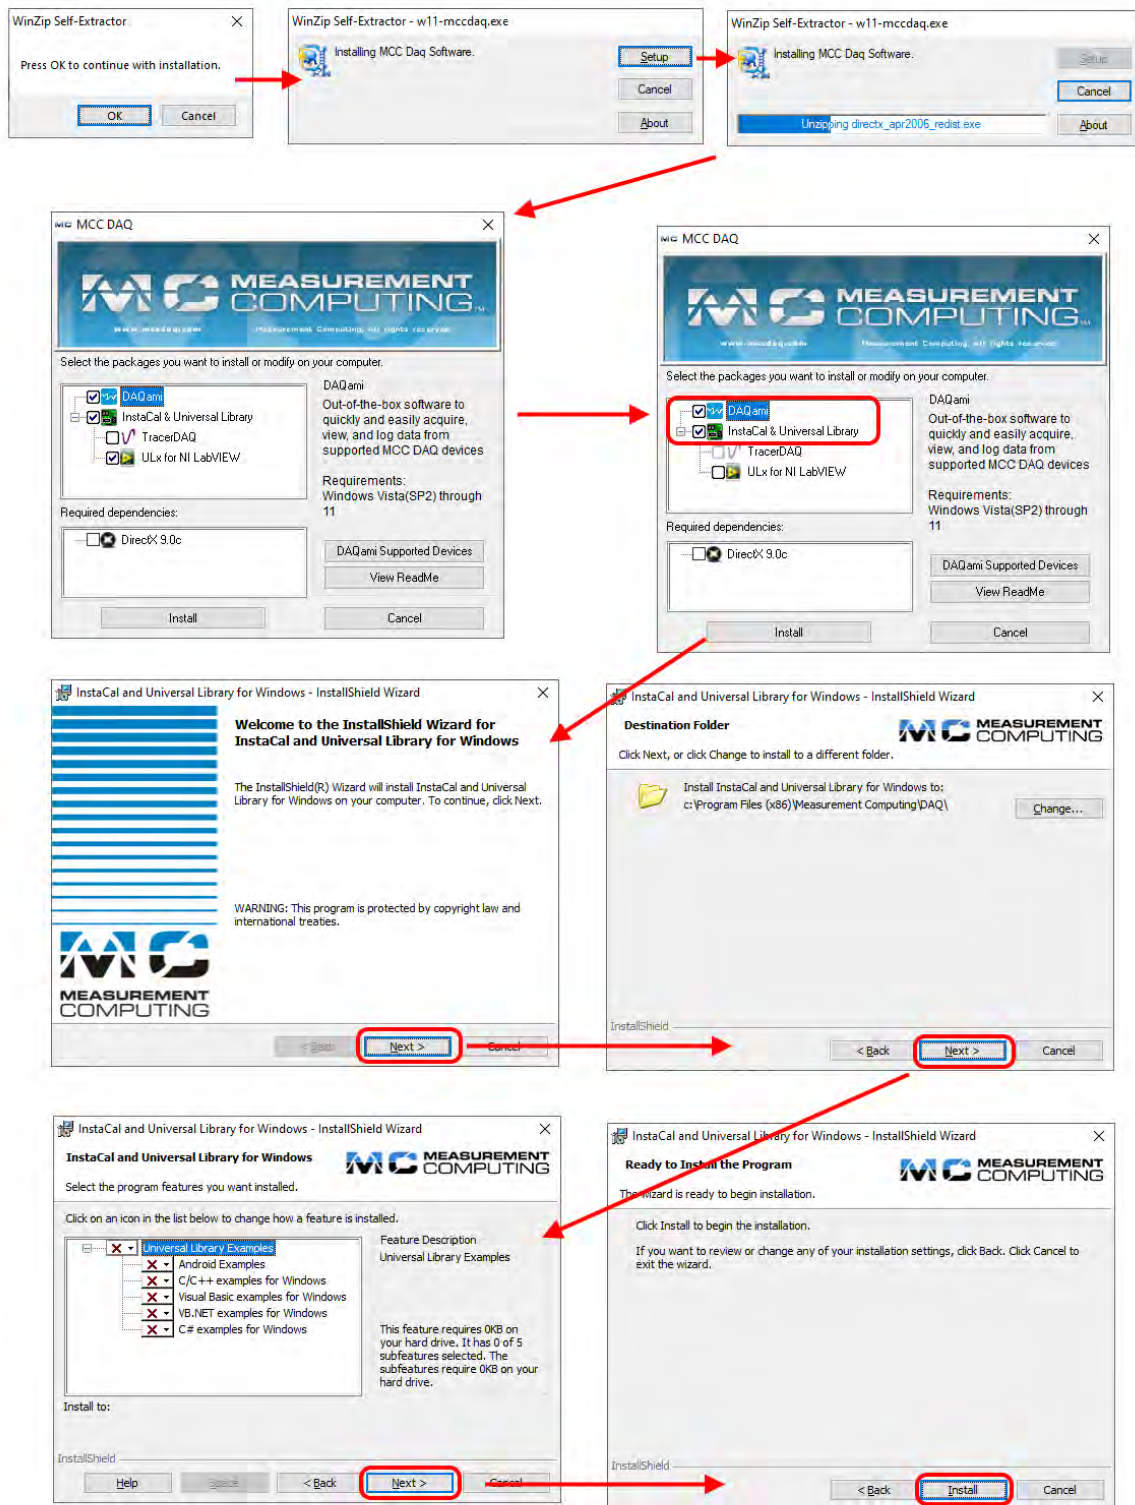 WinZip Self-Extractor
Press OK to continue with installation.
OK
Cancel
WinZip Self-Extractor - w11-mccdaq.exe
Installing MCC Daq Software.
Setup
Cancel
About
WinZip Self-Extractor - w11-mccdaq.exe
Installing MCC Daq Software.
Setup
Cancel
Unzipping directx_apr2006_redist.exe
About
MCC DAQ
MEASUREMENT
COMPUTING
www.mccdaq.com
Measurement Computing, All rights reserved
Select the packages you want to install or modify on your computer.
DAQami
InstaCal & Universal Library
TracerDAQ
ULx for NI LabVIEW
DAQami
Out-of-the-box software to
quickly and easily acquire,
view, and log data from
supported MCC DAQ devices
Requirements:
Windows Vista(SP2) through
11
Required dependencies:
DirectX 9.0c
DAQami Supported Devices
View ReadMe
Install
Cancel
MCC DAQ
MEASUREMENT
COMPUTING
www.mccdaq.com
Measurement Computing, All rights reserved
Select the packages you want to install or modify on your computer.
DAQami
InstaCal & Universal Library
TracerDAQ
ULx for NI LabVIEW
DAQami
Out-of-the-box software to
quickly and easily acquire,
view, and log data from
supported MCC DAQ devices
Requirements:
Windows Vista(SP2) through
11
Required dependencies:
DirectX 9.0c
DAQami Supported Devices
View ReadMe
Install
Cancel
InstaCal and Universal Library for Windows - InstallShield Wizard
Welcome to the InstallShield Wizard for
InstaCal and Universal Library for Windows
The InstallShield(R) Wizard will install InstaCal and Universal
Library for Windows on your computer. To continue, click Next.
WARNING: This program is protected by copyright law and
international treaties.
MEASUREMENT
COMPUTING
< Back
Next >
Cancel
InstaCal and Universal Library for Windows - InstallShield Wizard
Destination Folder
MEASUREMENT
COMPUTING
Click Next, or click Change to install to a different folder.
Install InstaCal and Universal Library for Windows to:
c:\Program Files (x86)\Measurement Computing\DAQ\
Change...
InstallShield
< Back
Next >
Cancel
InstaCal and Universal Library for Windows - InstallShield Wizard
InstaCal and Universal Library for Windows
MEASUREMENT
COMPUTING
Select the program features you want installed.
Click on an icon in the list below to change how a feature is installed.
Universal Library Examples
Android Examples
C/C++ examples for Windows
Visual Basic examples for Windows
VB.NET examples for Windows
C# examples for Windows
Feature Description
Universal Library Examples
This feature requires 0KB on
your hard drive. It has 0 of 5
subfeatures selected. The
subfeatures require 0KB on your
hard drive.
Install to:
InstallShield
Help
Space
< Back
Next >
Cancel
InstaCal and Universal Library for Windows - InstallShield Wizard
Ready to Install the Program
MEASUREMENT
COMPUTING
The wizard is ready to begin installation.
Click Install to begin the installation.
If you want to review or change any of your installation settings, click Back. Click Cancel to
exit the wizard.
InstallShield
< Back
Install
Cancel